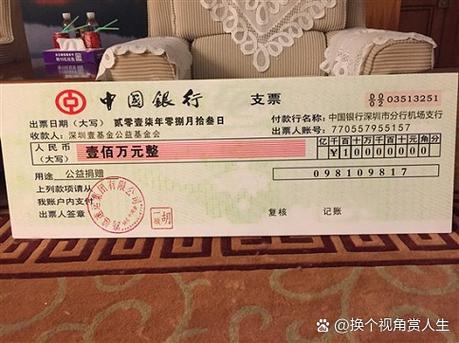 中国银行 支票 03513251
出票日期（大写） 贰零壹柒年零捌月拾叁日 付款行名称：中国银行深圳市分行机场支行
收款人：深圳壹基金公益基金会 出票人账号：770557955157
人民币（大写） 壹佰万元整 亿千百十万千百十元角分
¥100000000
用途 公益捐赠 098109817
上列款项请从
我账户内支付
出票人签章 复核 记账
@换个视角赏人生